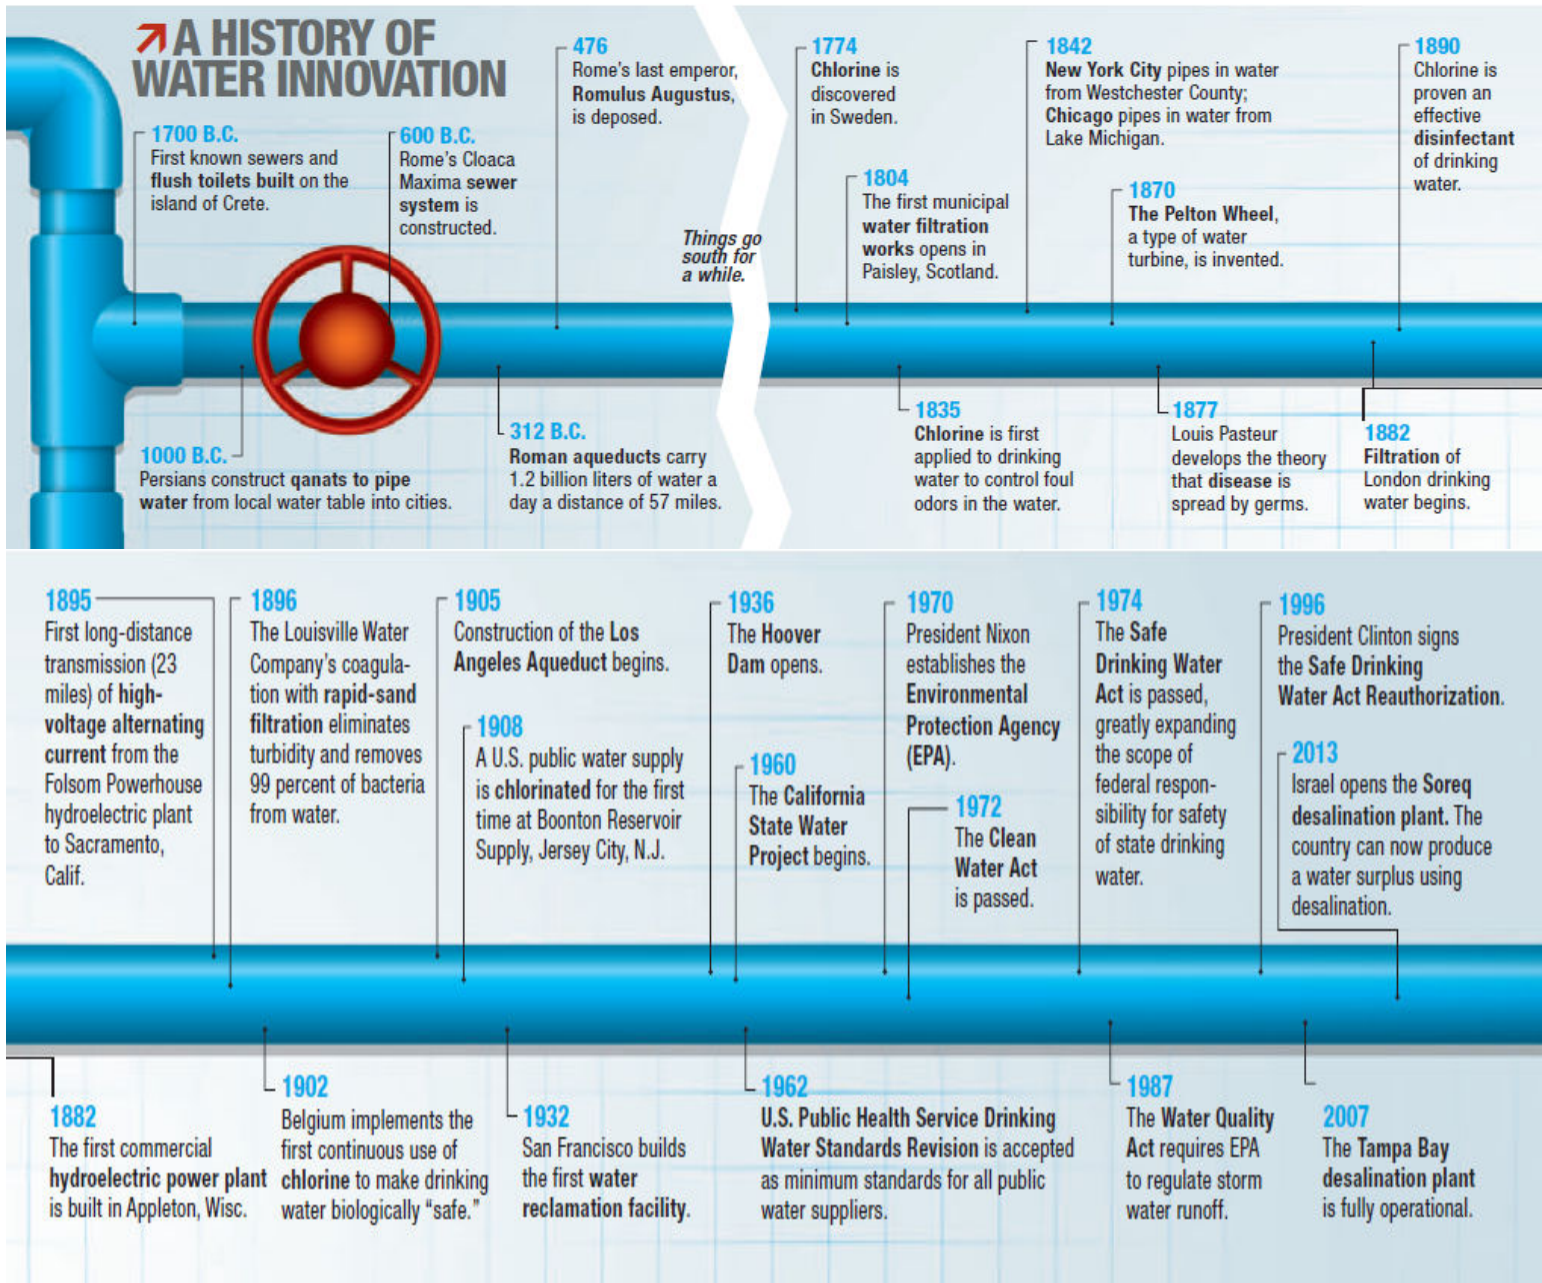 A HISTORY OF
WATER INNOVATION
1700 B.C.
First known sewers and
flush toilets built on the
island of Crete.
600 B.C.
Rome's Cloaca
Maxima sewer
system is
constructed.
476
Rome's last emperor,
Romulus Augustus,
is deposed.
Things go
south for
a while.
1774
Chlorine is
discovered
in Sweden.
1804
The first municipal
water filtration
works opens in
Paisley, Scotland.
1842
New York City pipes in water
from Westchester County;
Chicago pipes in water from
Lake Michigan.
1870
The Pelton Wheel,
a type of water
turbine, is invented.
1890
Chlorine is
proven an
effective
disinfectant
of drinking
water.
1000 B.C.
Persians construct qanats to pipe
water from local water table into cities.
312 B.C.
Roman aqueducts carry
1.2 billion liters of water a
day a distance of 57 miles.
1835
Chlorine is first
applied to drinking
water to control foul
odors in the water.
1877
Louis Pasteur
develops the theory
that disease is
spread by germs.
1882
Filtration of
London drinking
water begins.
1895
First long-distance
transmission (23
miles) of high-
voltage alternating
current from the
Folsom Powerhouse
hydroelectric plant
to Sacramento,
Calif.
1896
The Louisville Water
Company's coagula-
tion with rapid-sand
filtration eliminates
turbidity and removes
99 percent of bacteria
from water.
1905
Construction of the Los
Angeles Aqueduct begins.
1908
A U.S. public water supply
is chlorinated for the first
time at Boonton Reservoir
Supply, Jersey City, N.J.
1936
The Hoover
Dam opens.
1960
The California
State Water
Project begins.
1970
President Nixon
establishes the
Environmental
Protection Agency
(EPA).
1972
The Clean
Water Act
is passed.
1974
The Safe
Drinking Water
Act is passed,
greatly expanding
the scope of
federal respon-
sibility for safety
of state drinking
water.
1996
President Clinton signs
the Safe Drinking
Water Act Reauthorization.
2013
Israel opens the Soreq
desalination plant. The
country can now produce
a water surplus using
desalination.
1882
The first commercial
hydroelectric power plant
is built in Appleton, Wisc.
1902
Belgium implements the
first continuous use of
chlorine to make drinking
water biologically "safe."
1932
San Francisco builds
the first water
reclamation facility.
1962
U.S. Public Health Service Drinking
Water Standards Revision is accepted
as minimum standards for all public
water suppliers.
1987
The Water Quality
Act requires EPA
to regulate storm
water runoff.
2007
The Tampa Bay
desalination plant
is fully operational.